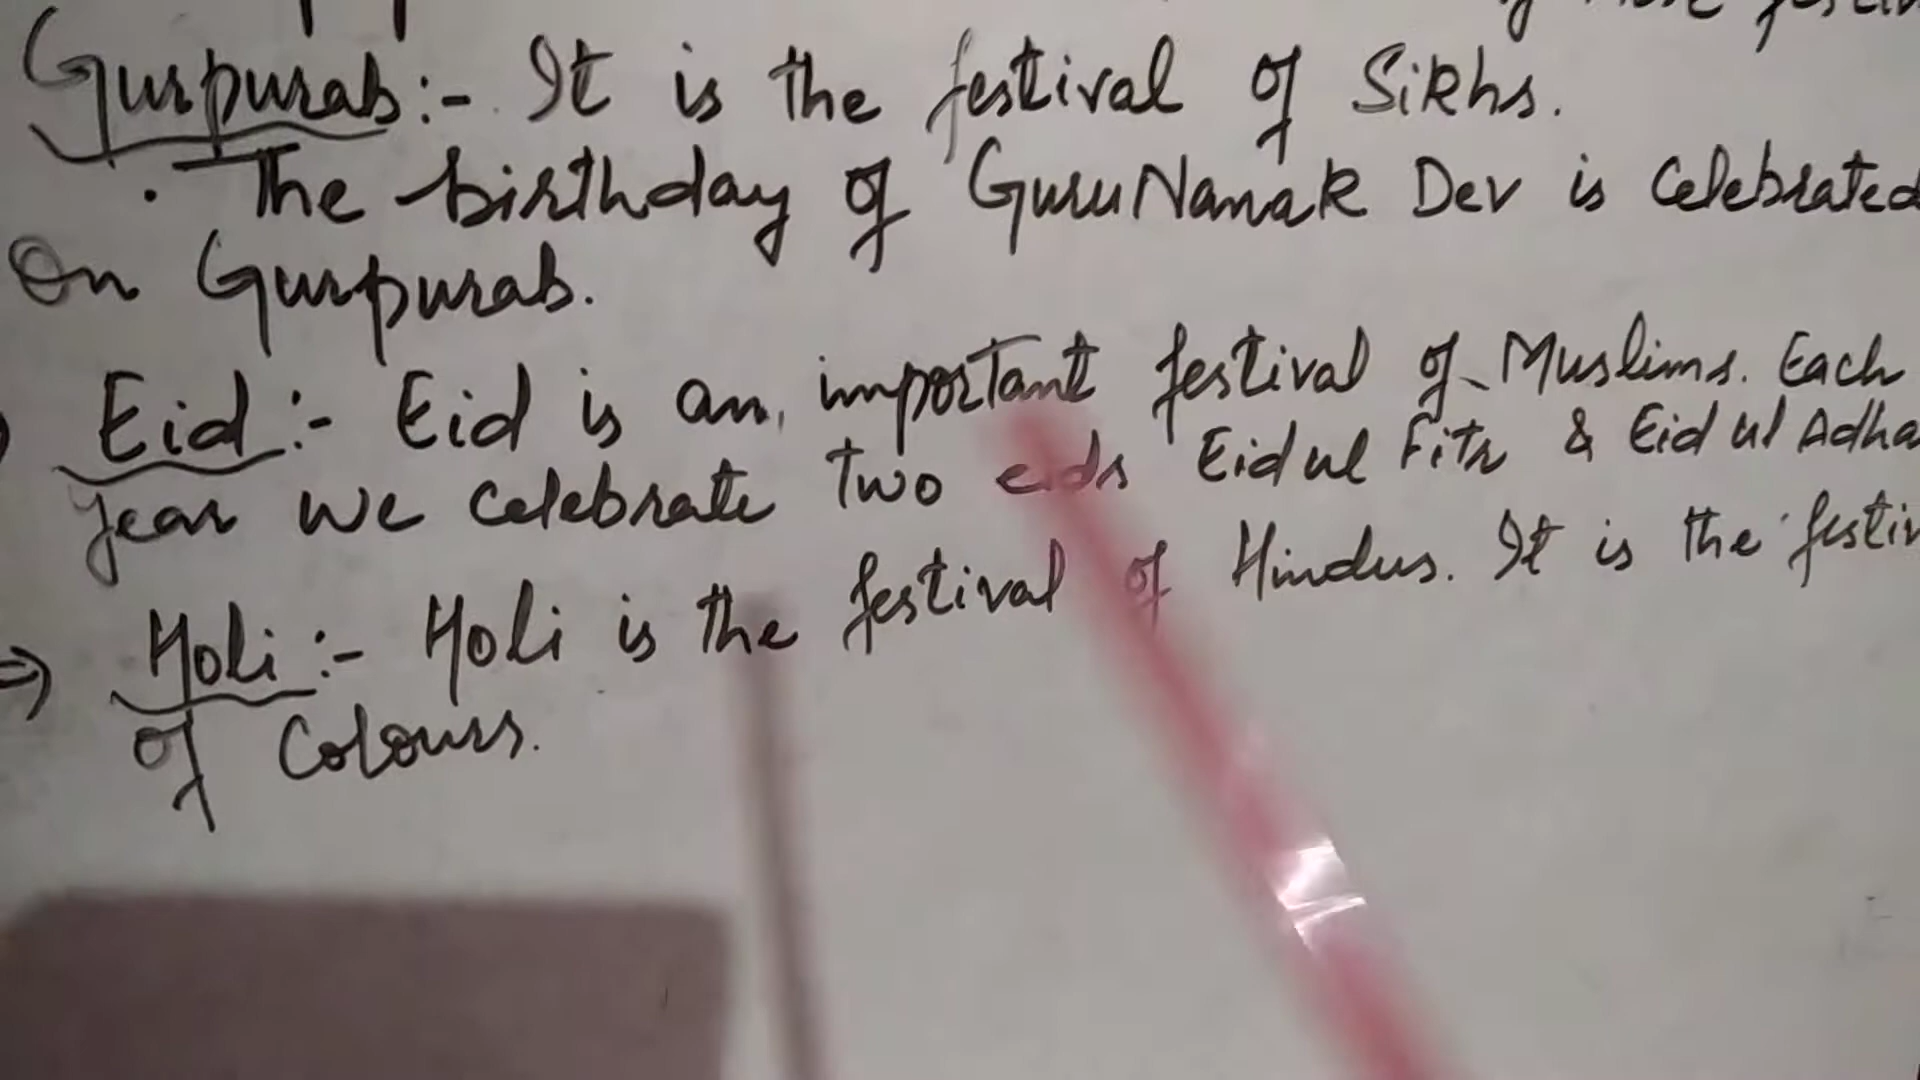 Gurpurab:- It is the festival of Sikhs.
. The birthday of Guru Nanak Dev is Celebrated
On Gurpurab.
Eid:- Eid is an important festival of Muslims. Each
year we celebrate two eids Eid ul Fitr & Eid ul Adha
⇒ Holi:- Holi is the festival of Hindus. It is the festiv
of Colours.